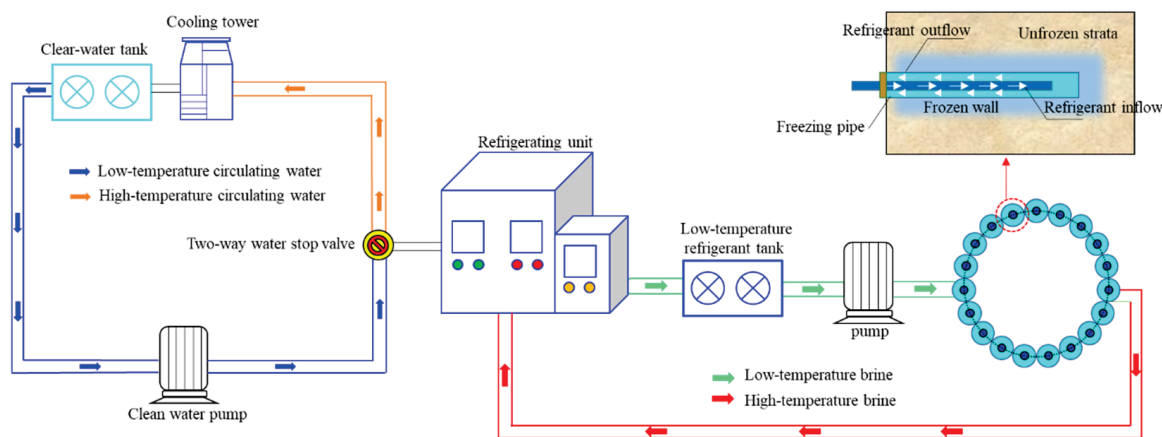 Cooling tower
Clear-water tank
Low-temperature circulating water
High-temperature circulating water
Two-way water stop valve
Clean water pump
Refrigerating unit
Low-temperature
refrigerant tank
pump
Low-temperature brine
High-temperature brine
Refrigerant outflow
Unfrozen strata
Frozen wall
Refrigerant inflow
Freezing pipe